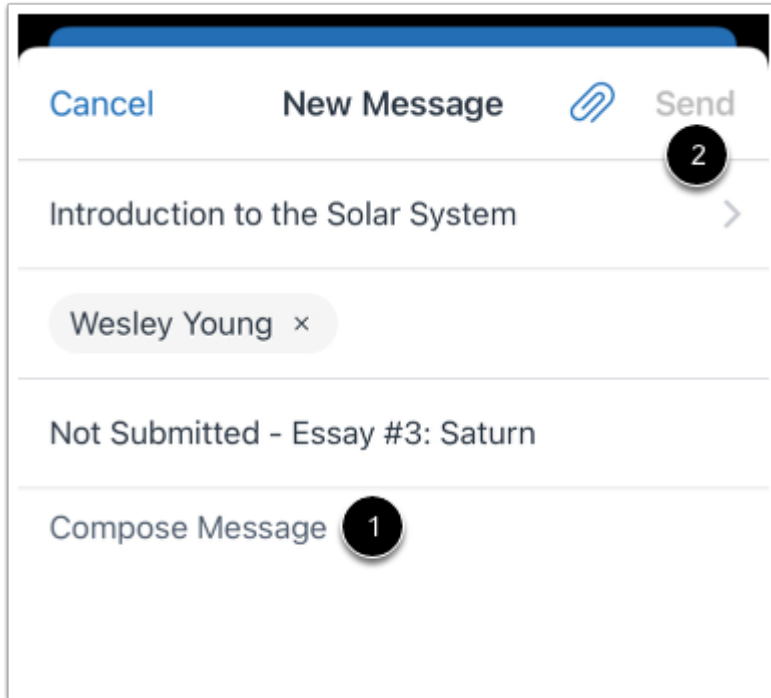 Cancel New Message Send
2
Introduction to the Solar System
Wesley Young ×
Not Submitted - Essay #3: Saturn
Compose Message 1